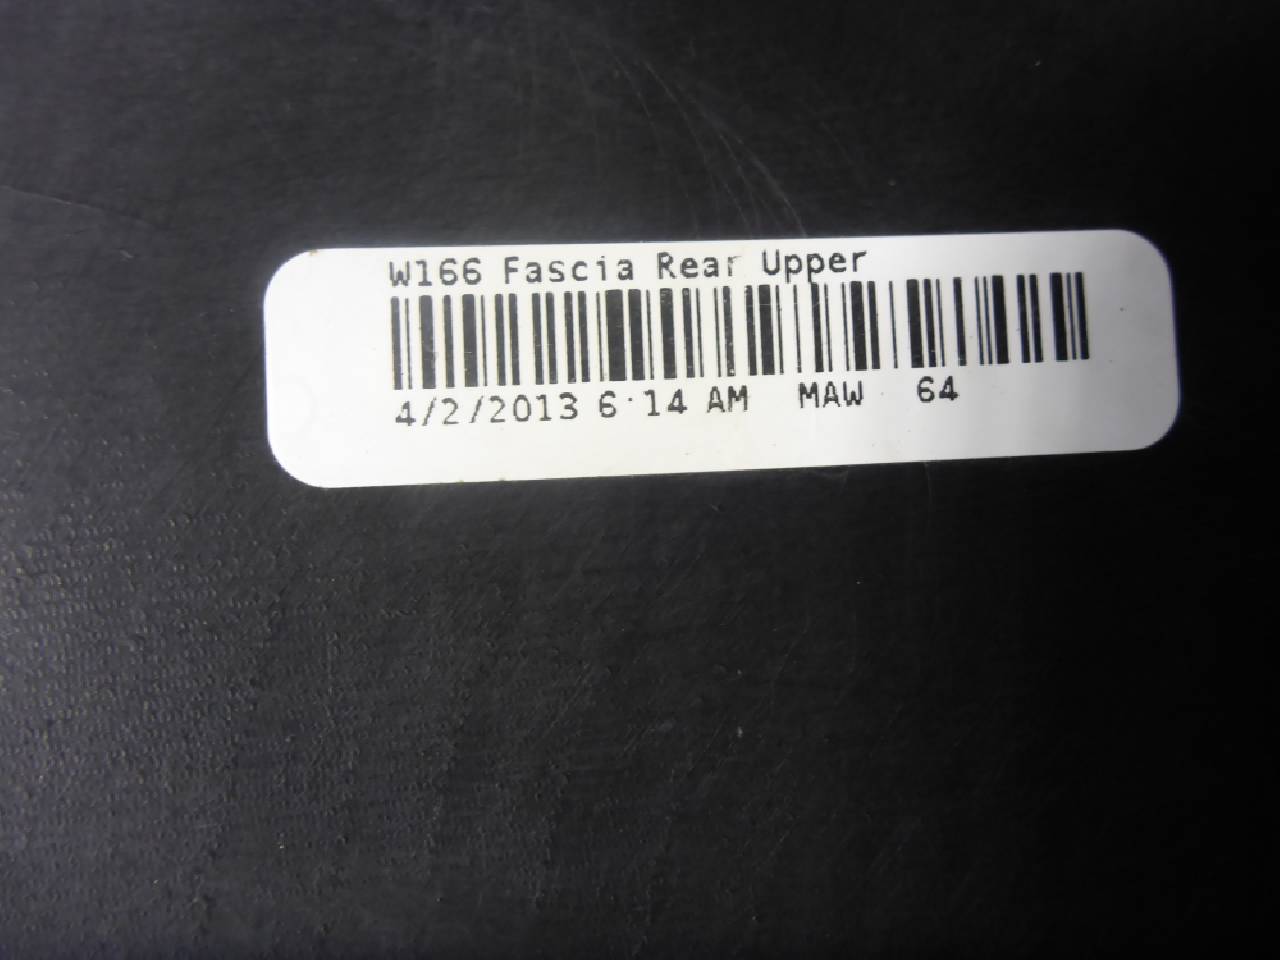 W166 Fascia Rear Upper
4/2/2013 6:14 AM MAW 64